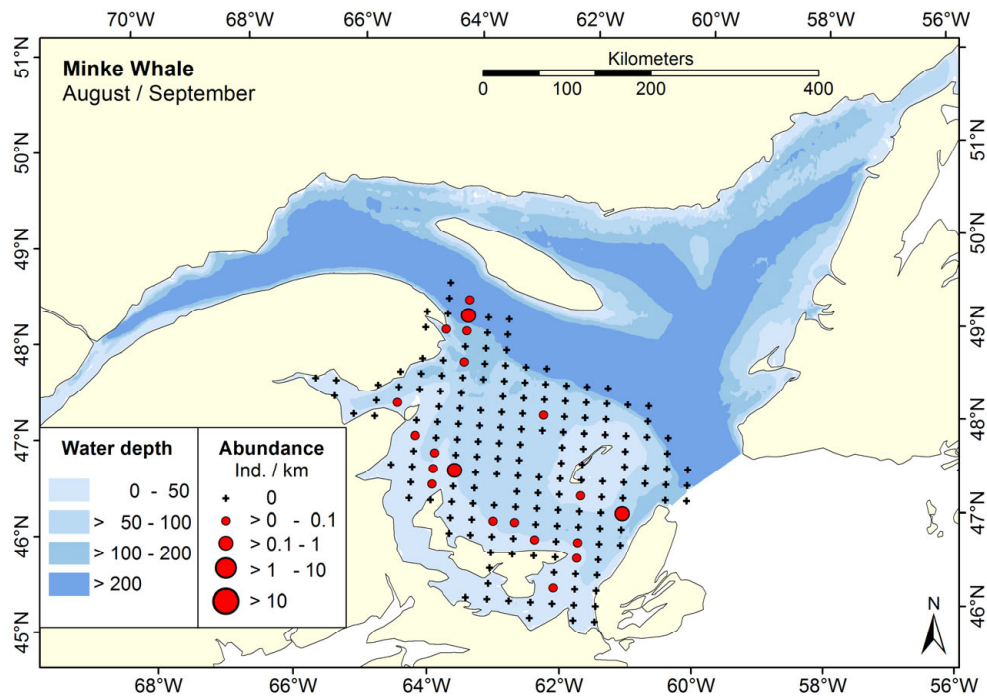 68°W 66°W 64°W 62°W 60°W 58°W 56°W
Minke Whale
August / September
Kilometers
0 100 200 400
51°N
50°N
49°N
48°N
47°N
46°N
45°N
51°N
50°N
49°N
48°N
47°N
46°N
Water depth
0 - 50
> 50 - 100
> 100 - 200
> 200
Abundance
Ind. / km
0
> 0 - 0.1
> 0.1 - 1
> 1 - 10
> 10
N
68°W 66°W 64°W 62°W 60°W 58°W